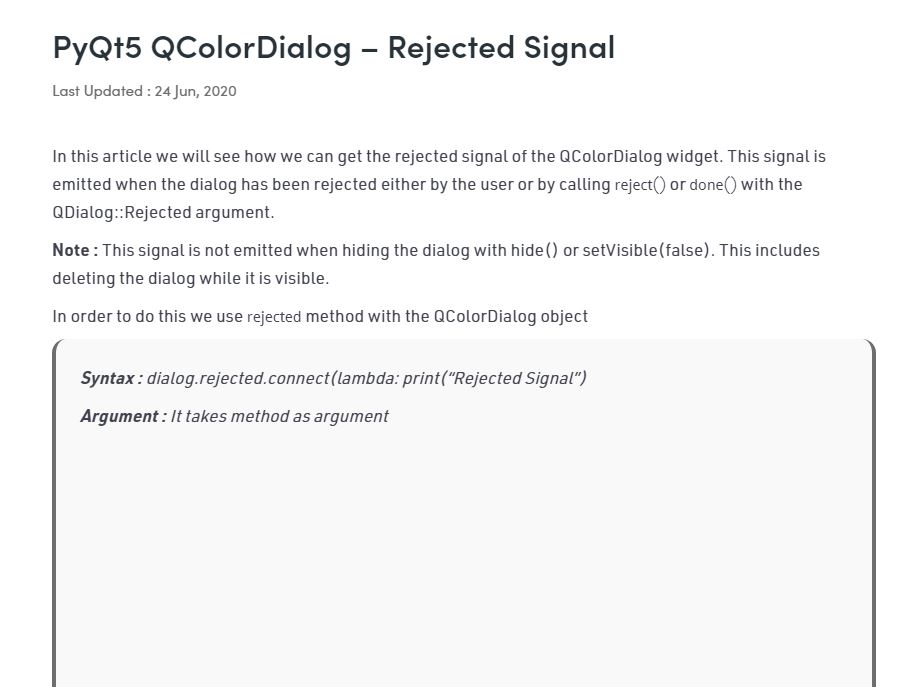 PyQt5 QColorDialog – Rejected Signal
Last Updated : 24 Jun, 2020
In this article we will see how we can get the rejected signal of the QColorDialog widget. This signal is
emitted when the dialog has been rejected either by the user or by calling reject() or done() with the
QDialog::Rejected argument.
Note : This signal is not emitted when hiding the dialog with hide() or setVisible(false). This includes
deleting the dialog while it is visible.
In order to do this we use rejected method with the QColorDialog object
Syntax : dialog.rejected.connect(lambda: print(“Rejected Signal”)
Argument : It takes method as argument